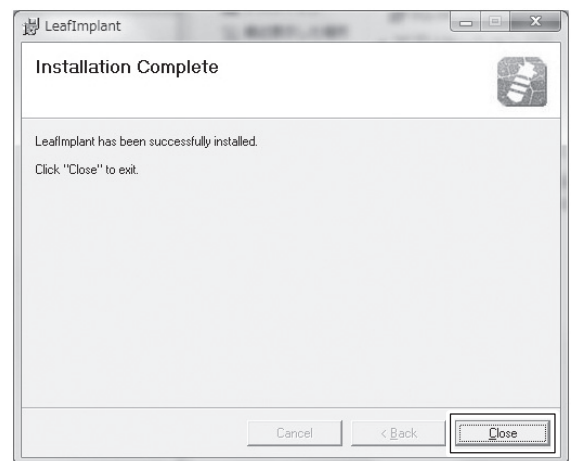 LeafImplant
Installation Complete
LeafImplant has been successfully installed.
Click "Close" to exit.
Cancel
< Back
Close